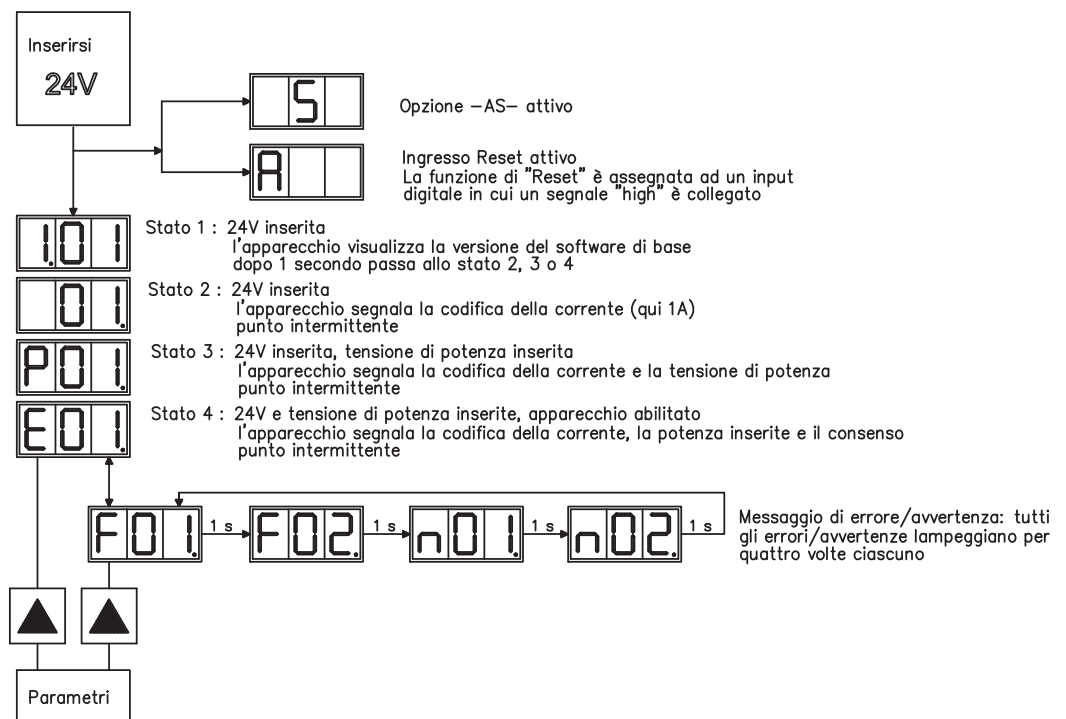 Inserirsi
24V
S
Opzione –AS– attivo
A
Ingresso Reset attivo
La funzione di "Reset" è assegnata ad un input
digitale in cui un segnale "high" è collegato
1.01
Stato 1 : 24V inserita
l'apparecchio visualizza la versione del software di base
dopo 1 secondo passa allo stato 2, 3 o 4
01.
Stato 2 : 24V inserita
l'apparecchio segnala la codifica della corrente (qui 1A)
punto intermittente
P01.
Stato 3 : 24V inserita, tensione di potenza inserita
l'apparecchio segnala la codifica della corrente e la tensione di potenza
punto intermittente
E01.
Stato 4 : 24V e tensione di potenza inserite, apparecchio abilitato
l'apparecchio segnala la codifica della corrente, la potenza inserite e il consenso
punto intermittente
F01. 1 s F02. 1 s n01. 1 s n02. 1 s
Messaggio di errore/avvertenza: tutti
gli errori/avvertenze lampeggiano per
quattro volte ciascuno
Parametri